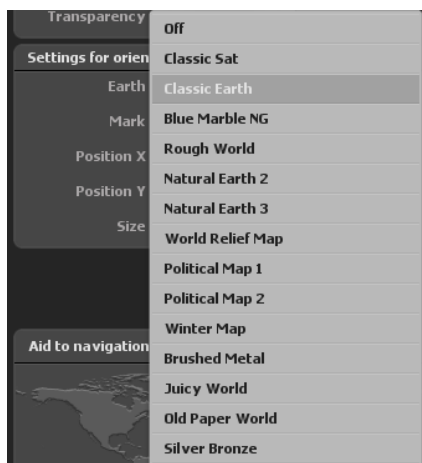 Transparency
Off
Settings for orien
Classic Sat
Earth
Classic Earth
Mark
Blue Marble NG
Position X
Rough World
Position Y
Natural Earth 2
Natural Earth 3
Size
World Relief Map
Political Map 1
Political Map 2
Winter Map
Aid to navigation
Brushed Metal
Juicy World
Old Paper World
Silver Bronze